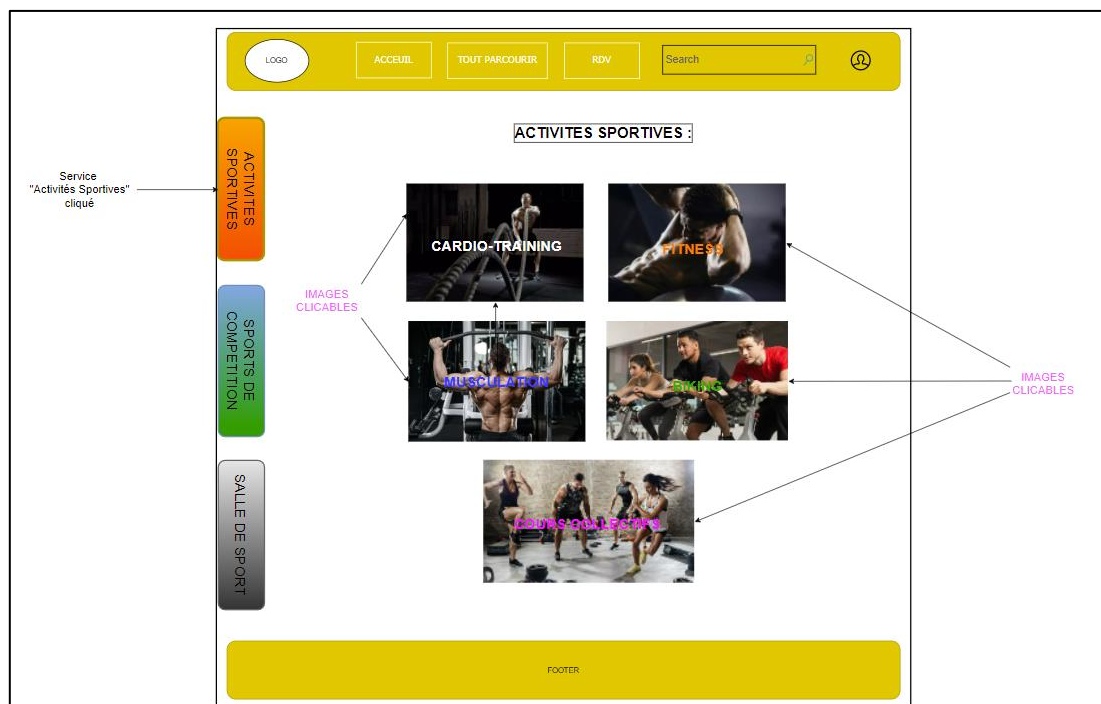 LOGO
ACCEUIL
TOUT PARCOURIR
RDV
Search
ACTIVITES SPORTIVES :
ACTIVITES
SPORTIVES
Service
"Activités Sportives"
cliqué
CARDIO-TRAINING
FITNESS
IMAGES
CLICABLES
SPORTS DE
COMPETITION
MUSCULATION
BIKING
IMAGES
CLICABLES
SALLE DE SPORT
COURS COLLECTIFS
FOOTER